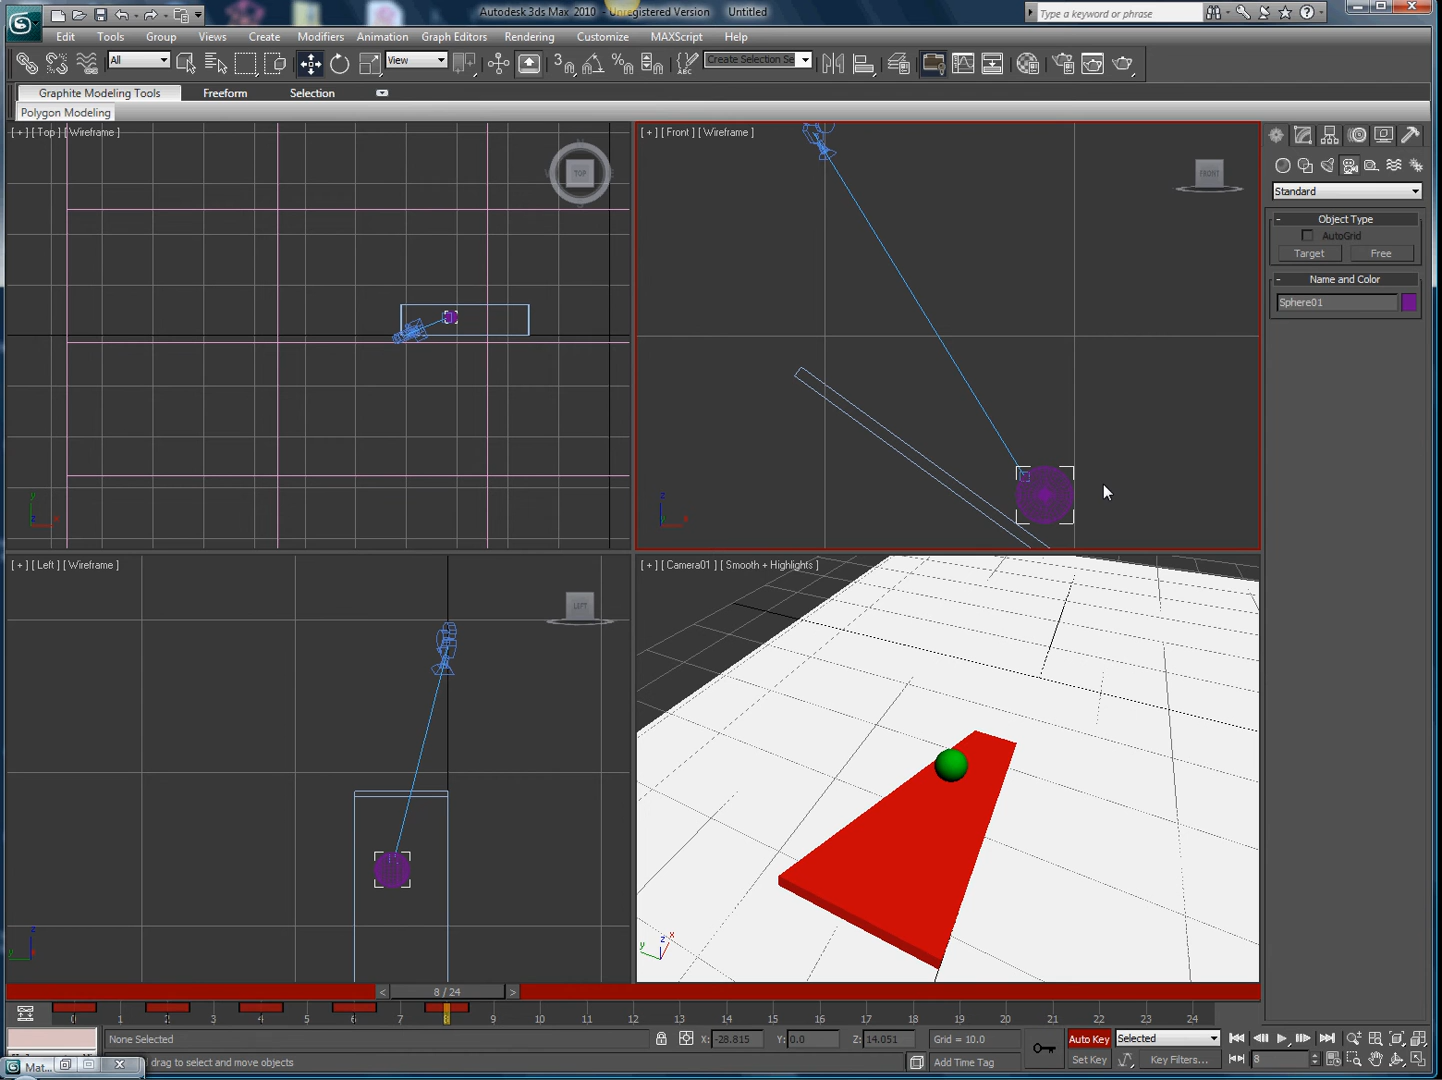 Autodesk 3ds Max 2010 - Unregistered Version Untitled
Type a keyword or phrase
Edit Tools Group Views Create Modifiers Animation Graph Editors Rendering Customize MAXScript Help
All View Create Selection Se
Graphite Modeling Tools Freeform Selection
Polygon Modeling
[ + ] [ Top ] [ Wireframe ]
TOP
[ + ] [ Front ] [ Wireframe ]
FRONT
Standard
Object Type
AutoGrid
Target Free
Name and Color
Sphere01
[ + ] [ Left ] [ Wireframe ]
LEFT
[ + ] [ Camera01 ] [ Smooth + Highlights ]
y z x
z x
z y x
y z x
< 8 / 24 >
0 1 2 3 4 5 6 7 8 9 10 11 12 13 14 15 16 17 18 19 20 21 22 23 24
None Selected X: -28.815 Y: 0.0 Z: 14.051 Grid = 10.0 Auto Key Selected
Mat... drag to select and move objects Add Time Tag Set Key Key Filters... 8